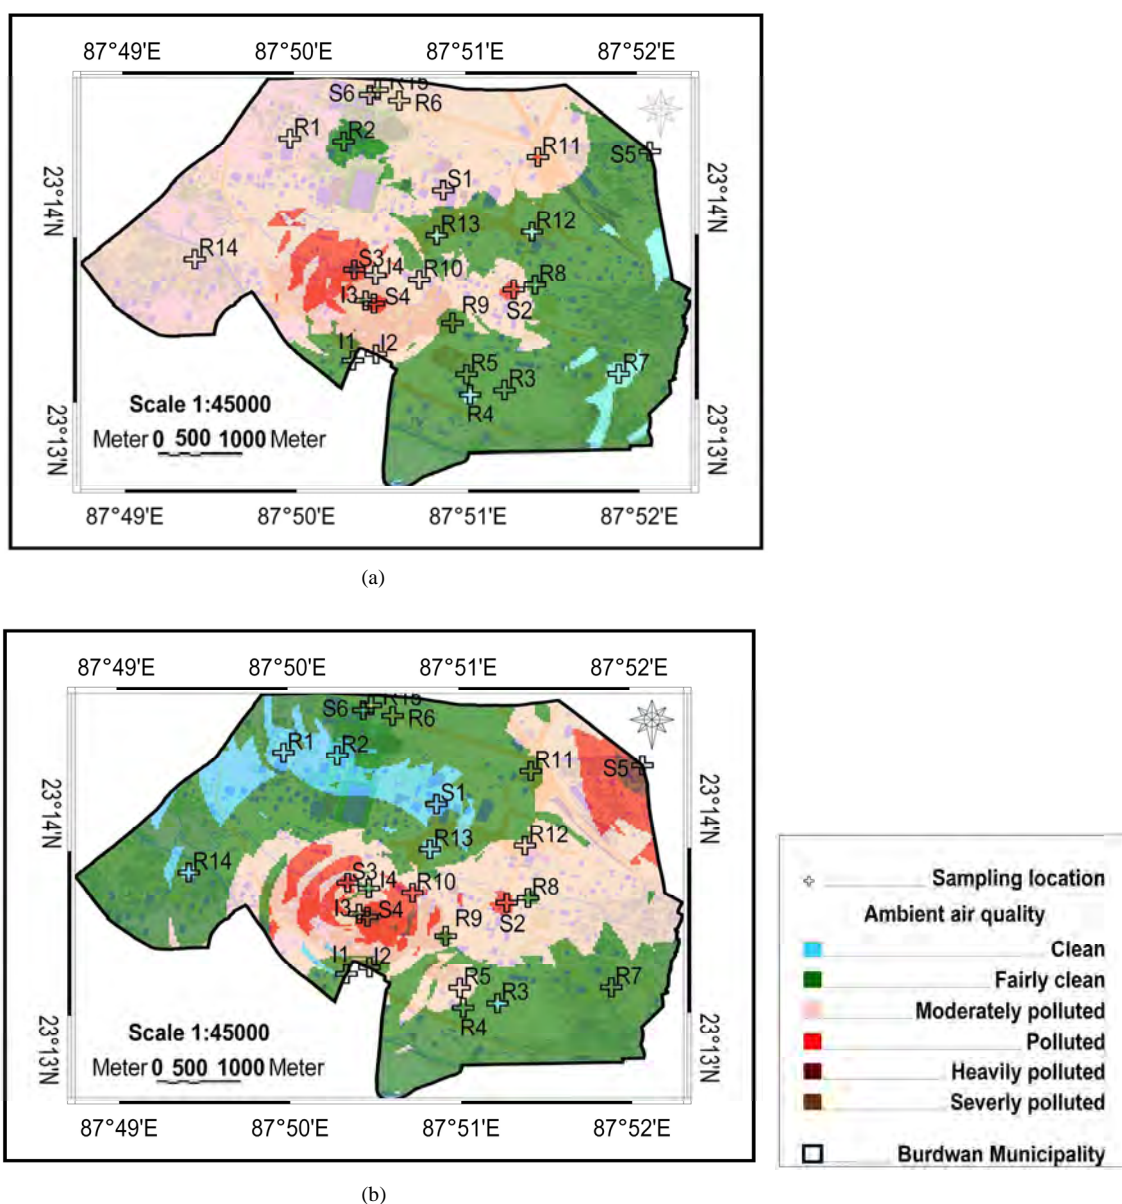 87°49'E 87°50'E 87°51'E 87°52'E
S6 R15 R6
R1 R2 R11 S5
S1
23°14'N 23°14'N
R13 R12
R14 S3 I4 R10 R8
I3 S4 R9 S2
I1 I2
R5 R3 R7
R4
Scale 1:45000
Meter 0 500 1000 Meter
23°13'N 23°13'N
87°49'E 87°50'E 87°51'E 87°52'E
(a)
87°49'E 87°50'E 87°51'E 87°52'E
S6 R15 R6
R1 R2 R11 S5
S1
23°14'N 23°14'N
R13 R12
R14 S3 I4 R10 R8
I3 S4 R9 S2
I1 I2
R5 R3 R7
R4
Scale 1:45000
Meter 0 500 1000 Meter
23°13'N 23°13'N
87°49'E 87°50'E 87°51'E 87°52'E
(b)
Sampling location
Ambient air quality
Clean
Fairly clean
Moderately polluted
Polluted
Heavily polluted
Severly polluted
Burdwan Municipality